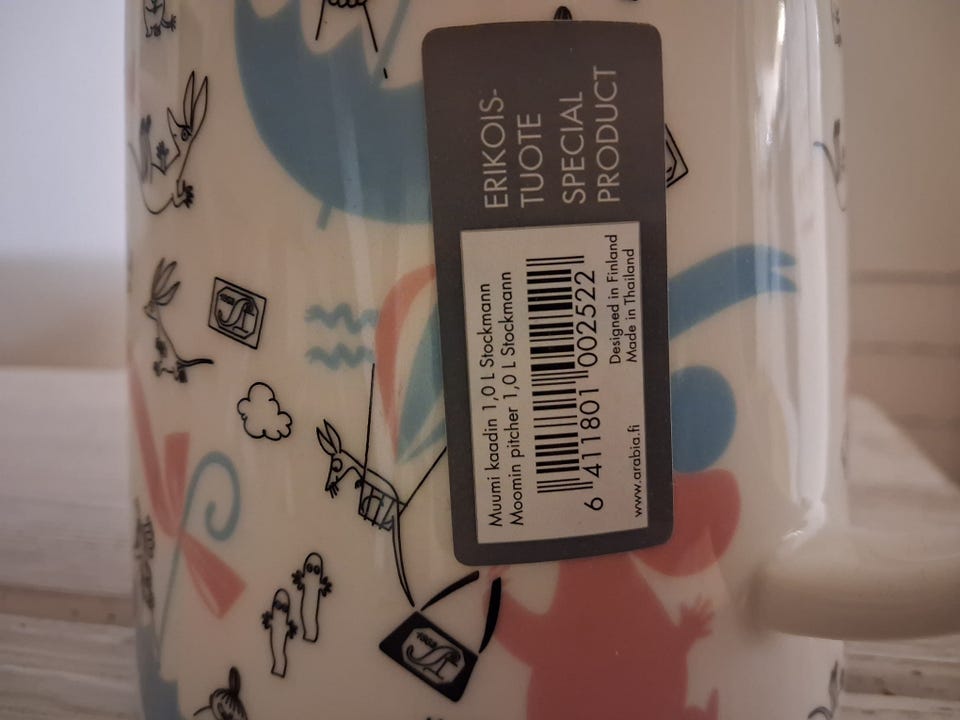 ERIKOIS-
TUOTE
SPECIAL
PRODUCT
Muumi kaadin 1,0 L Stockmann
Moomin pitcher 1,0 L Stockmann
6 411801 002522
Designed in Finland
Made in Thailand
www.arabia.fi